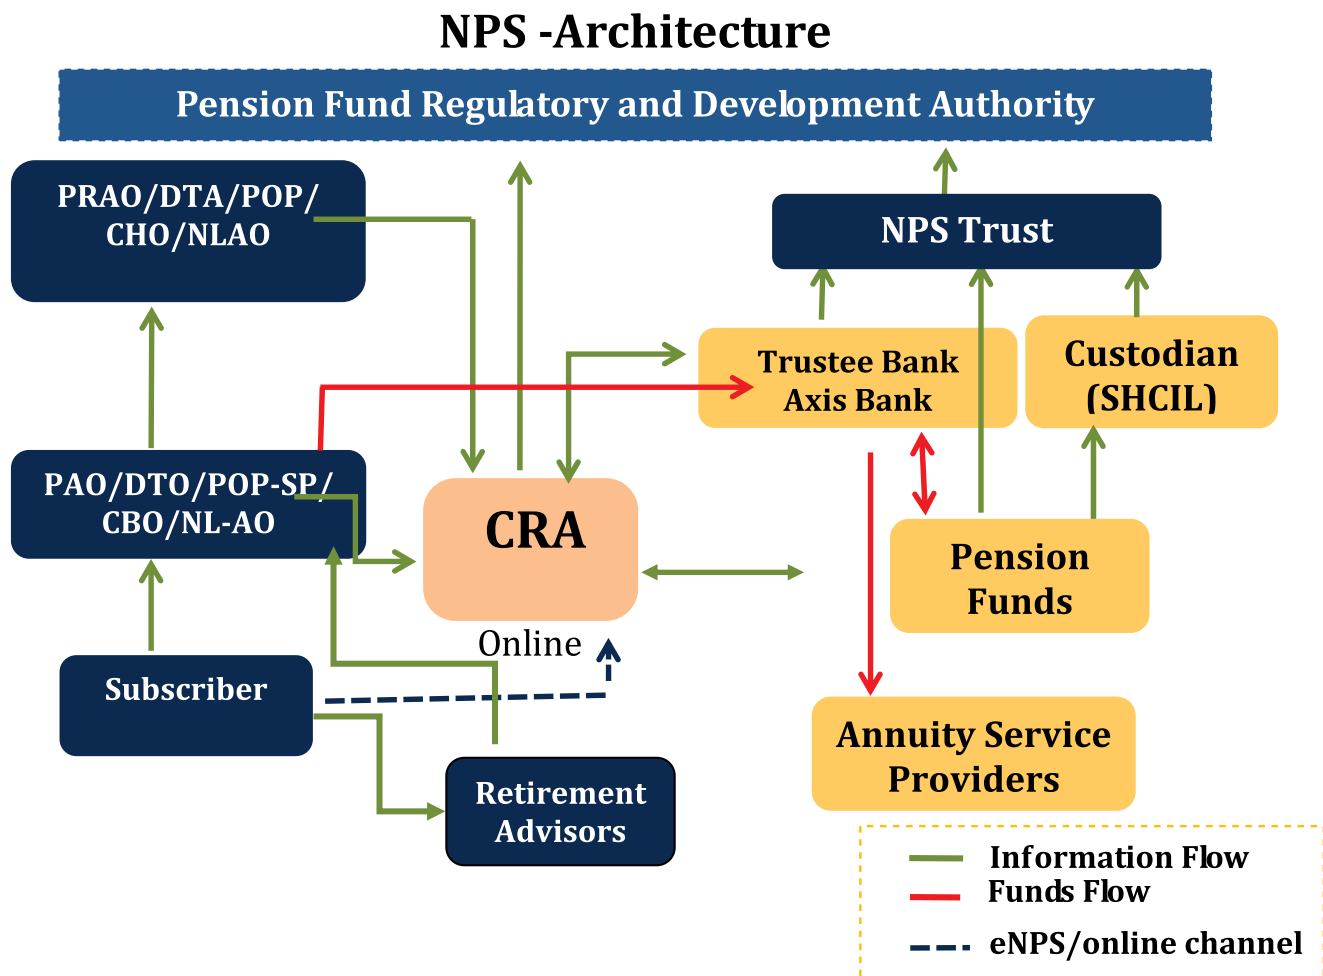 NPS -Architecture
Pension Fund Regulatory and Development Authority
PRAO/DTA/POP/
CHO/NLAO
NPS Trust
Trustee Bank
Axis Bank
Custodian
(SHCIL)
PAO/DTO/POP-SP/
CBO/NL-AO
CRA
Pension
Funds
Online
Subscriber
Annuity Service
Providers
Retirement
Advisors
Information Flow
Funds Flow
eNPS/online channel